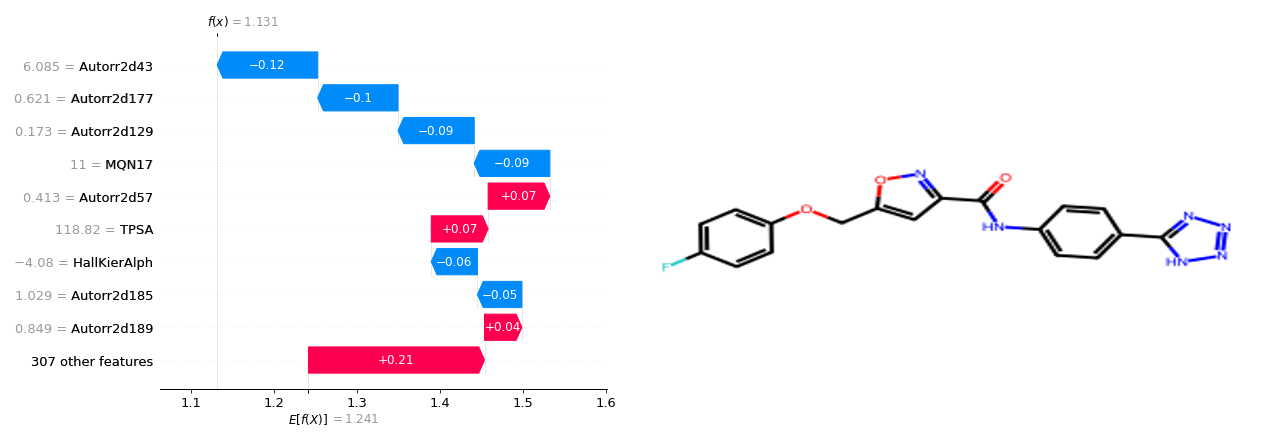 f(x) = 1.131
6.085 = Autorr2d43
−0.12
0.621 = Autorr2d177
−0.1
0.173 = Autorr2d129
−0.09
11 = MQN17
−0.09
0.413 = Autorr2d57
+0.07
118.82 = TPSA
+0.07
−4.08 = HallKierAlph
−0.06
1.029 = Autorr2d185
−0.05
0.849 = Autorr2d189
+0.04
307 other features
+0.21
1.1 1.2 1.3 1.4 1.5 1.6
E[f(X)] = 1.241
F
O
O
N
O
HN
N
N
N
HN